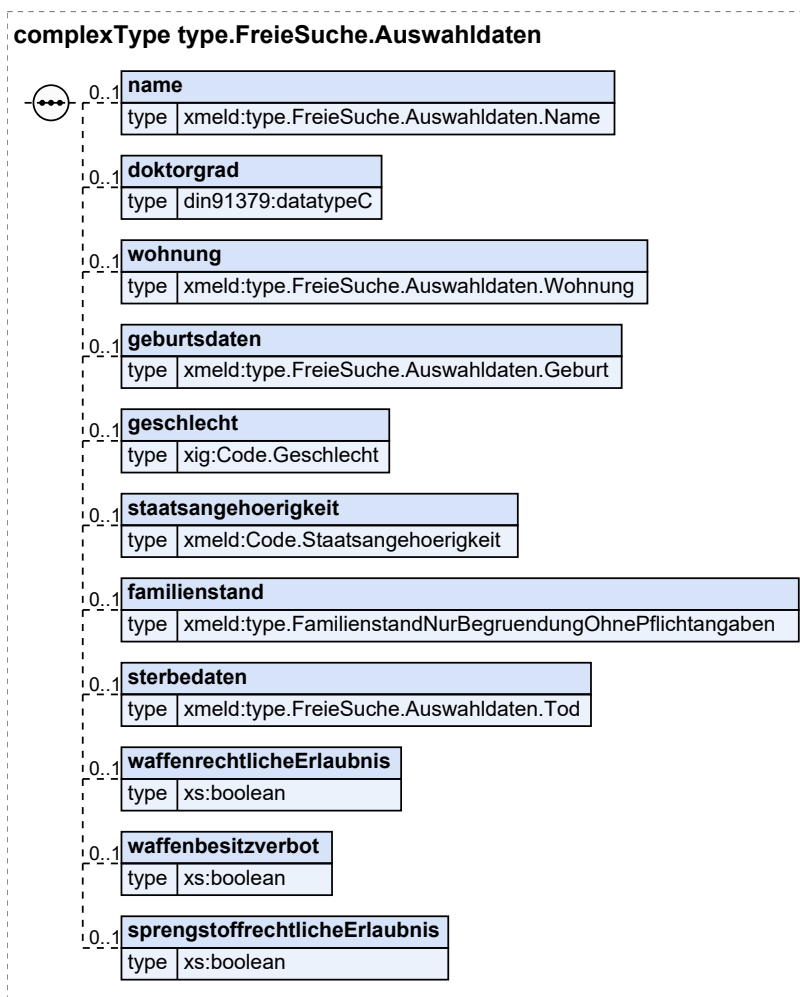 complexType type.FreieSuche.Auswahldaten
0..1 name
type xmeld:type.FreieSuche.Auswahldaten.Name
0..1 doktorgrad
type din91379:datatypeC
0..1 wohnung
type xmeld:type.FreieSuche.Auswahldaten.Wohnung
0..1 geburtsdaten
type xmeld:type.FreieSuche.Auswahldaten.Geburt
0..1 geschlecht
type xig:Code.Geschlecht
0..1 staatsangehoerigkeit
type xmeld:Code.Staatsangehoerigkeit
0..1 familienstand
type xmeld:type.FamilienstandNurBegruendungOhnePflichtangaben
0..1 sterbedaten
type xmeld:type.FreieSuche.Auswahldaten.Tod
0..1 waffenrechtlicheErlaubnis
type xs:boolean
0..1 waffenbesitzverbot
type xs:boolean
0..1 sprengstoffrechtlicheErlaubnis
type xs:boolean